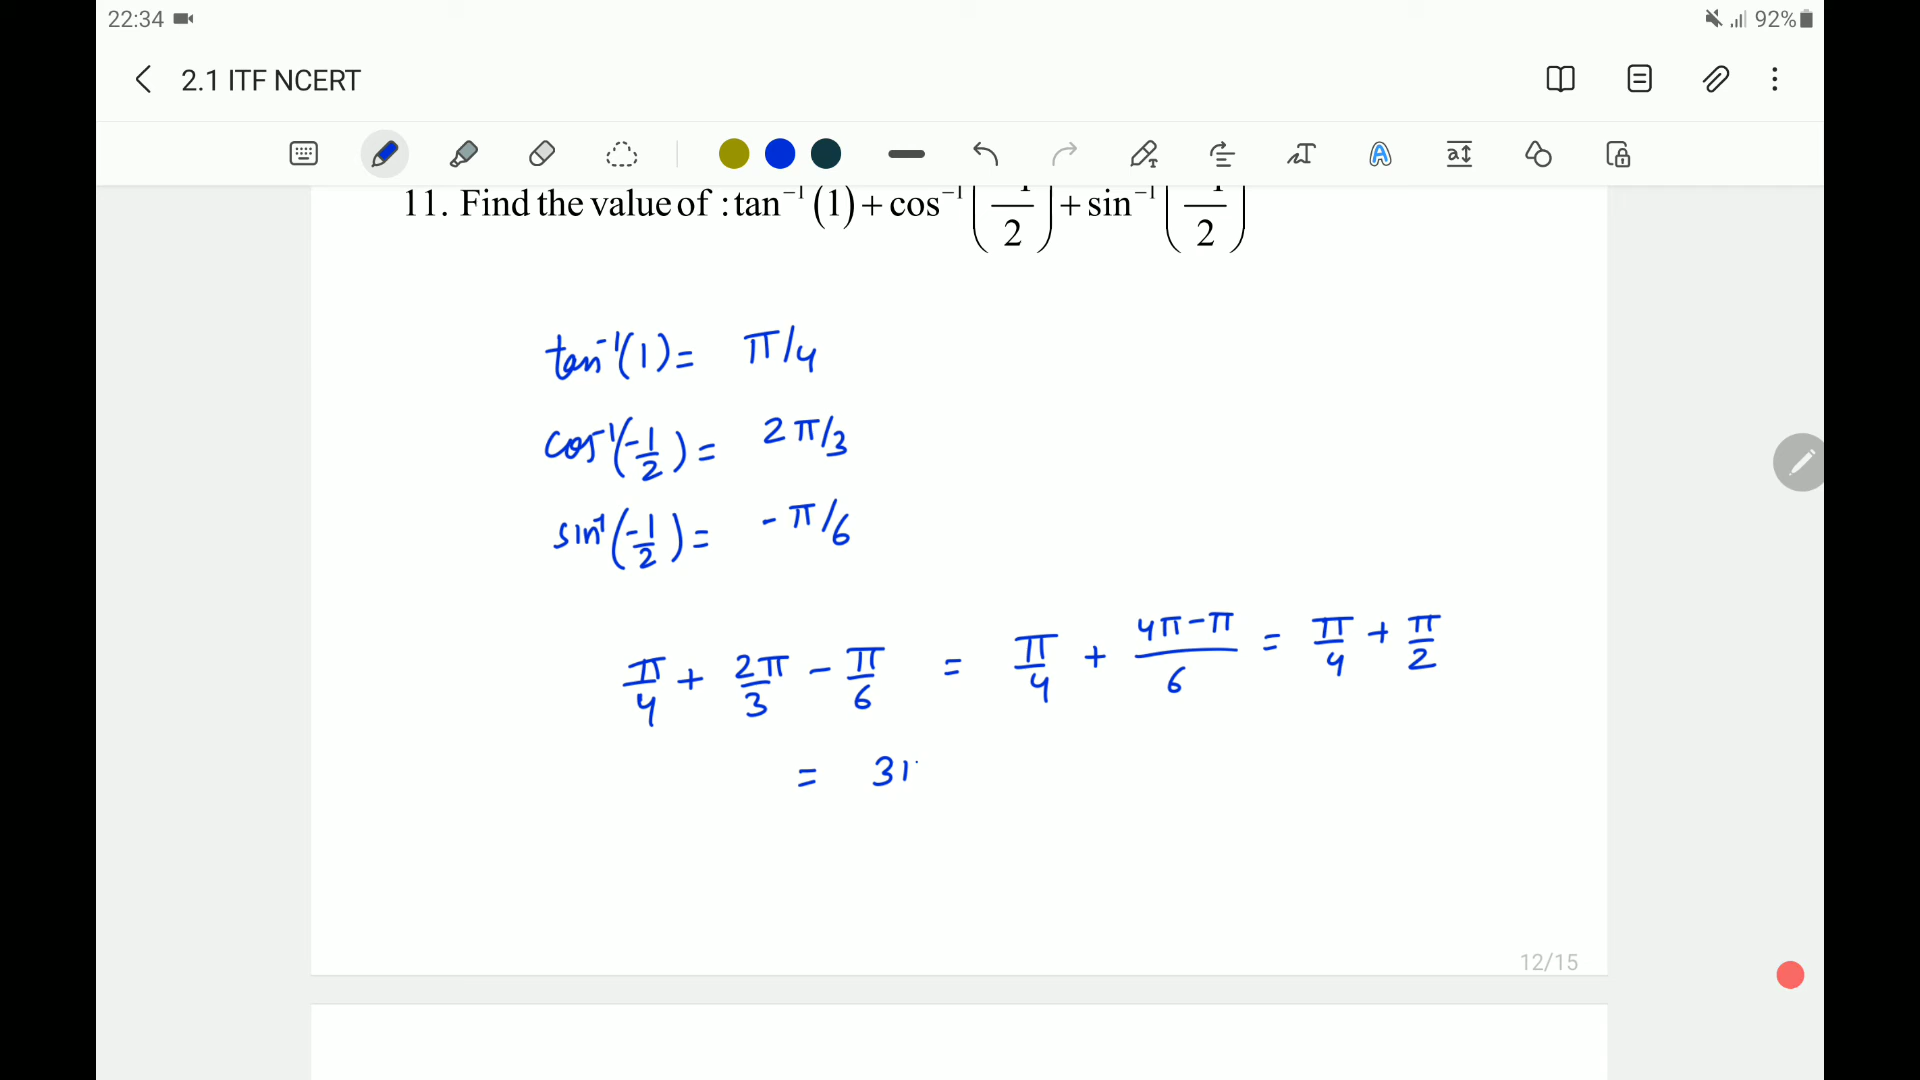 22:34 92%
2.1 ITF NCERT
11. Find the value of : tan⁻¹(1) + cos⁻¹(-1/2) + sin⁻¹(-1/2)
tan⁻¹(1) = π/4
cos⁻¹(-1/2) = 2π/3
sin⁻¹(-1/2) = -π/6
π/4 + 2π/3 - π/6 = π/4 + (4π-π)/6 = π/4 + π/2
= 3
12/15